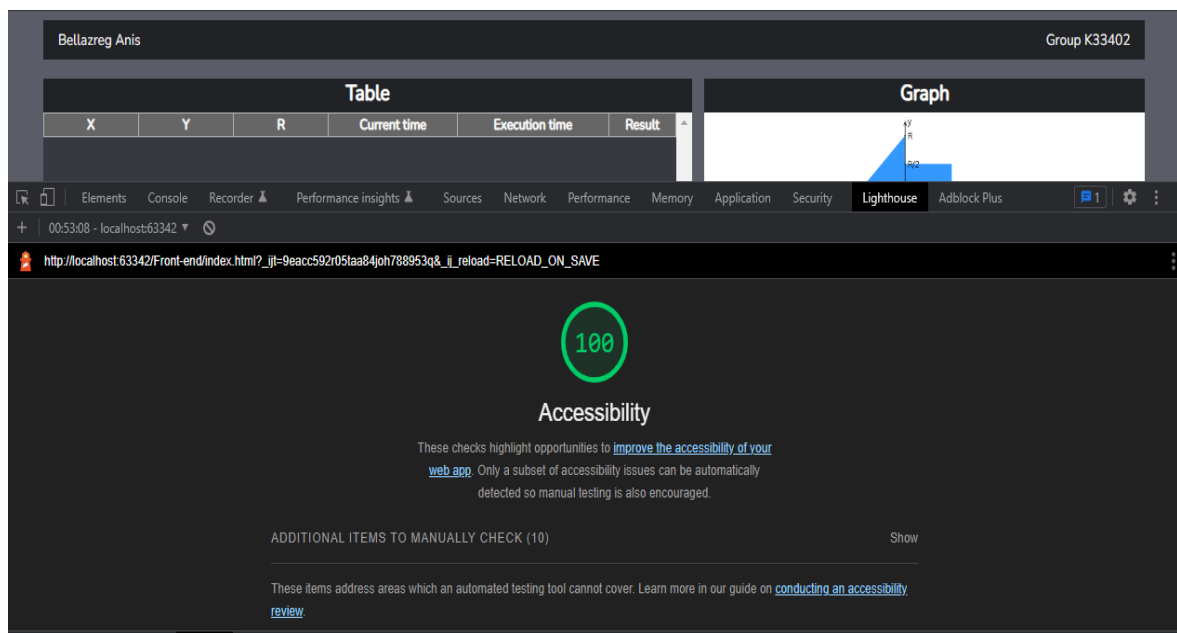 Bellazreg Anis Group K33402
Table Graph
X Y R Current time Execution time Result
y
R
R/2
Elements Console Recorder Performance insights Sources Network Performance Memory Application Security Lighthouse Adblock Plus 1
+ 00:53:08 - localhost:63342
http://localhost:63342/Front-end/index.html?_ijt=9eacc592r05taa84joh788953q&_ij_reload=RELOAD_ON_SAVE
100
Accessibility
These checks highlight opportunities to improve the accessibility of your
web app. Only a subset of accessibility issues can be automatically
detected so manual testing is also encouraged.
ADDITIONAL ITEMS TO MANUALLY CHECK (10) Show
These items address areas which an automated testing tool cannot cover. Learn more in our guide on conducting an accessibility
review.